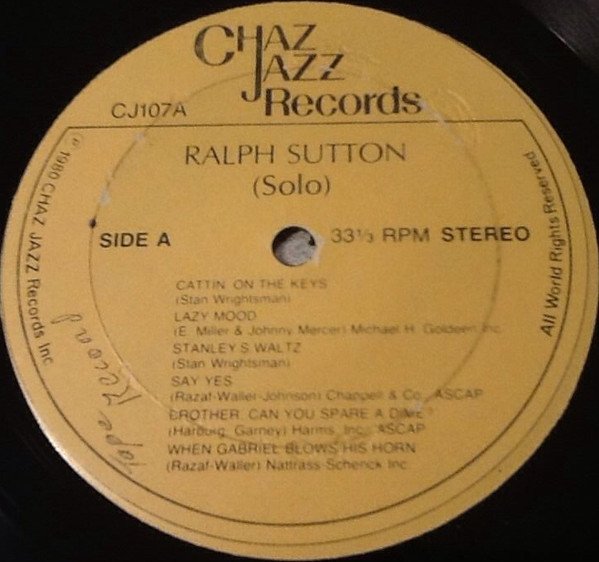 CHAZ
JAZZ
Records
CJ107A
RALPH SUTTON
(Solo)
SIDE A
33⅓ RPM STEREO
CATTIN' ON THE KEYS
(Stan Wrightsman)
LAZY MOOD
(E. Miller & Johnny Mercer) Michael H. Goldeen Inc.
STANLEY'S WALTZ
(Stan Wrightsman)
SAY YES
(Razaf-Waller-Johnson) Chappell & Co., ASCAP
BROTHER, CAN YOU SPARE A DIME?
(Harburg, Garney) Harms, Inc., ASCAP
WHEN GABRIEL BLOWS HIS HORN
(Razaf-Waller) Nattrass-Schenck Inc.
℗ 1980 CHAZ JAZZ Records Inc.
All World Rights Reserved
Tape Record